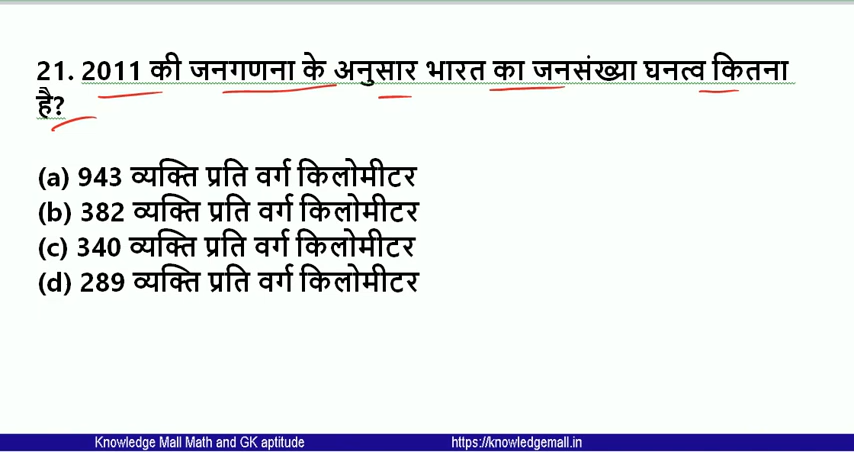 21. 2011 की जनगणना के अनुसार भारत का जनसंख्या घनत्व कितना
है?
(a) 943 व्यक्ति प्रति वर्ग किलोमीटर
(b) 382 व्यक्ति प्रति वर्ग किलोमीटर
(c) 340 व्यक्ति प्रति वर्ग किलोमीटर
(d) 289 व्यक्ति प्रति वर्ग किलोमीटर
Knowledge Mall Math and GK aptitude https://knowledgemall.in